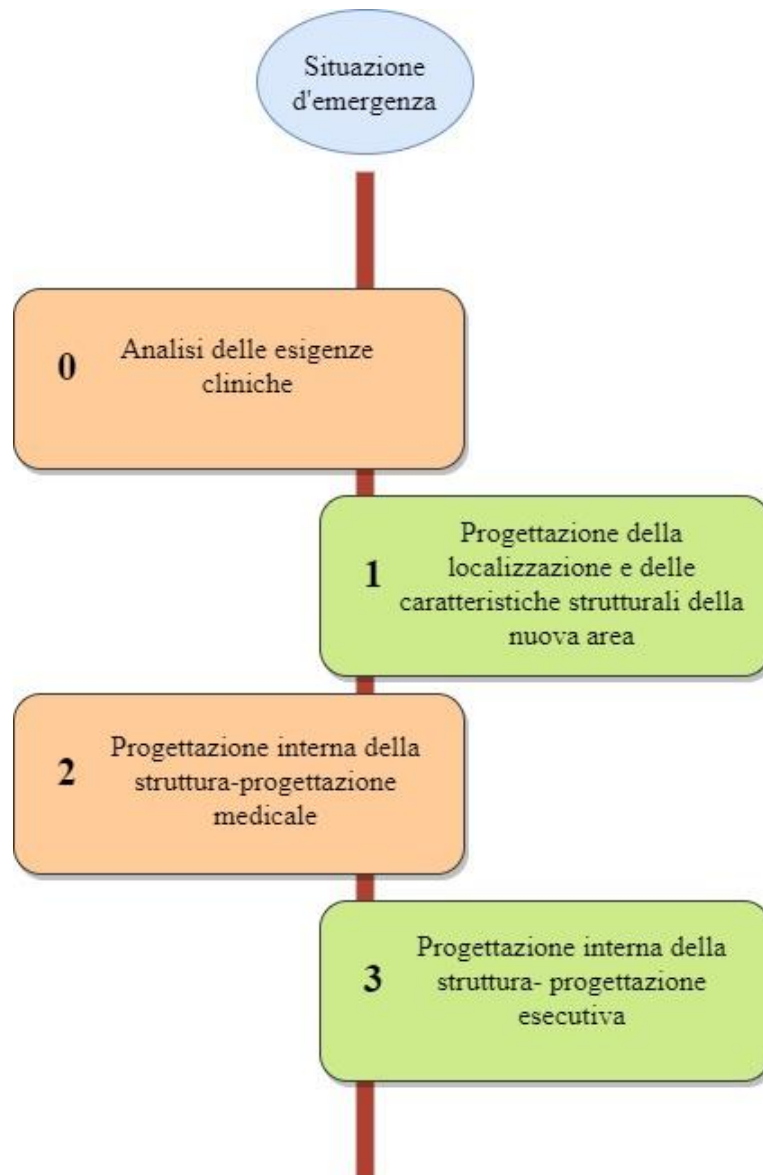 Situazione
d'emergenza
0
Analisi delle esigenze
cliniche
1
Progettazione della
localizzazione e delle
caratteristiche strutturali della
nuova area
2
Progettazione interna della
struttura-progettazione
medicale
3
Progettazione interna della
struttura- progettazione
esecutiva